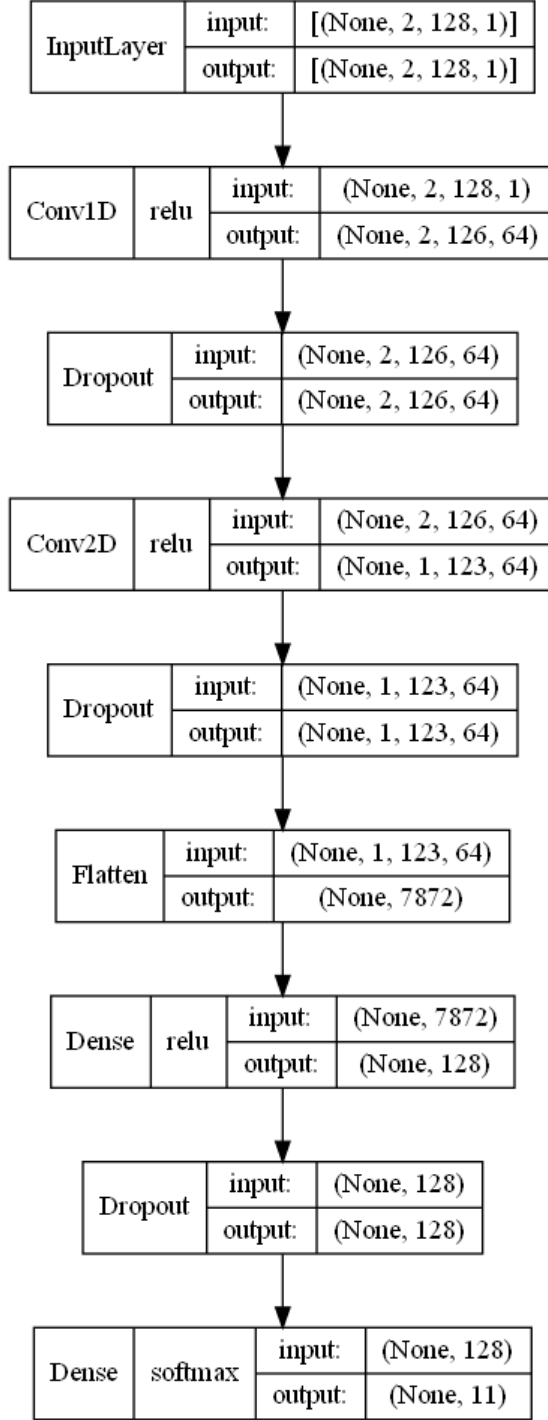 InputLayer input: [(None, 2, 128, 1)]
output: [(None, 2, 128, 1)]
Conv1D relu input: (None, 2, 128, 1)
output: (None, 2, 126, 64)
Dropout input: (None, 2, 126, 64)
output: (None, 2, 126, 64)
Conv2D relu input: (None, 2, 126, 64)
output: (None, 1, 123, 64)
Dropout input: (None, 1, 123, 64)
output: (None, 1, 123, 64)
Flatten input: (None, 1, 123, 64)
output: (None, 7872)
Dense relu input: (None, 7872)
output: (None, 128)
Dropout input: (None, 128)
output: (None, 128)
Dense softmax input: (None, 128)
output: (None, 11)